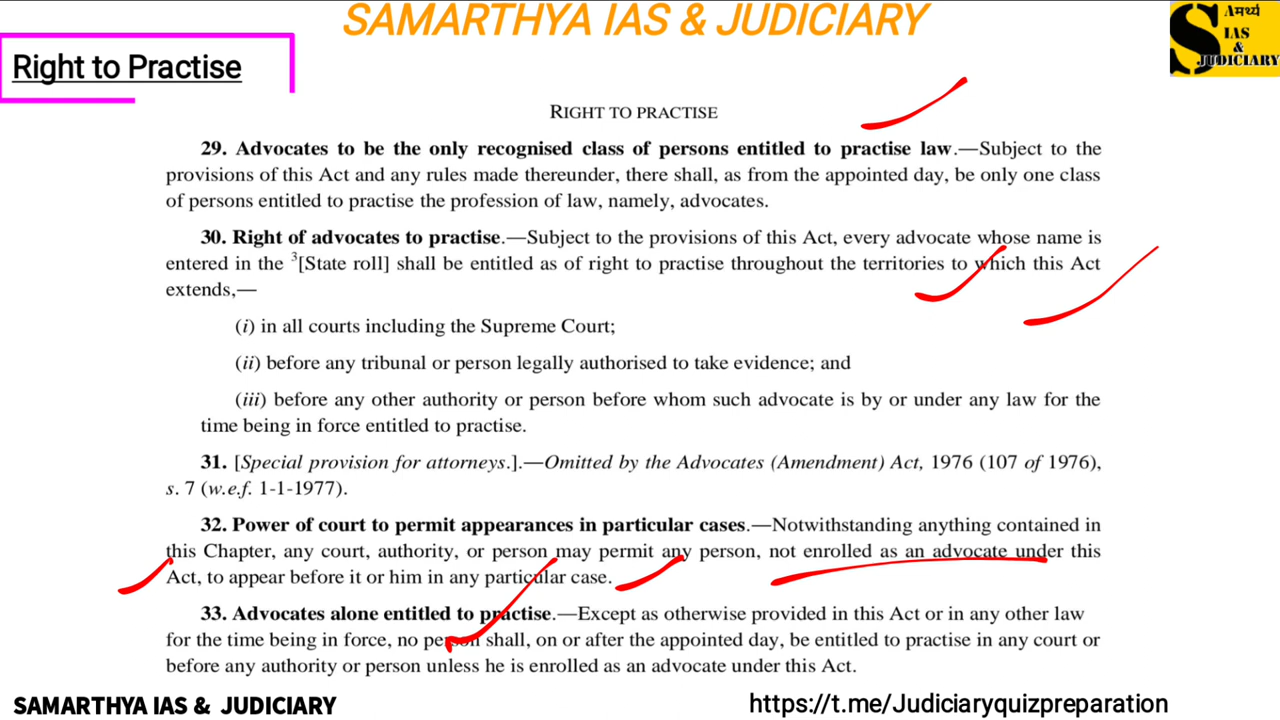 SAMARTHYA IAS & JUDICIARY
Sअमर्थ्य
IAS
&
JUDICIARY
Right to Practise
RIGHT TO PRACTISE
29. Advocates to be the only recognised class of persons entitled to practise law.—Subject to the
provisions of this Act and any rules made thereunder, there shall, as from the appointed day, be only one class
of persons entitled to practise the profession of law, namely, advocates.
30. Right of advocates to practise.—Subject to the provisions of this Act, every advocate whose name is
entered in the 3[State roll] shall be entitled as of right to practise throughout the territories to which this Act
extends,—
(i) in all courts including the Supreme Court;
(ii) before any tribunal or person legally authorised to take evidence; and
(iii) before any other authority or person before whom such advocate is by or under any law for the
time being in force entitled to practise.
31. [Special provision for attorneys.].—Omitted by the Advocates (Amendment) Act, 1976 (107 of 1976),
s. 7 (w.e.f. 1-1-1977).
32. Power of court to permit appearances in particular cases.—Notwithstanding anything contained in
this Chapter, any court, authority, or person may permit any person, not enrolled as an advocate under this
Act, to appear before it or him in any particular case.
33. Advocates alone entitled to practise.—Except as otherwise provided in this Act or in any other law
for the time being in force, no person shall, on or after the appointed day, be entitled to practise in any court or
before any authority or person unless he is enrolled as an advocate under this Act.
SAMARTHYA IAS & JUDICIARY
https://t.me/Judiciaryquizpreparation